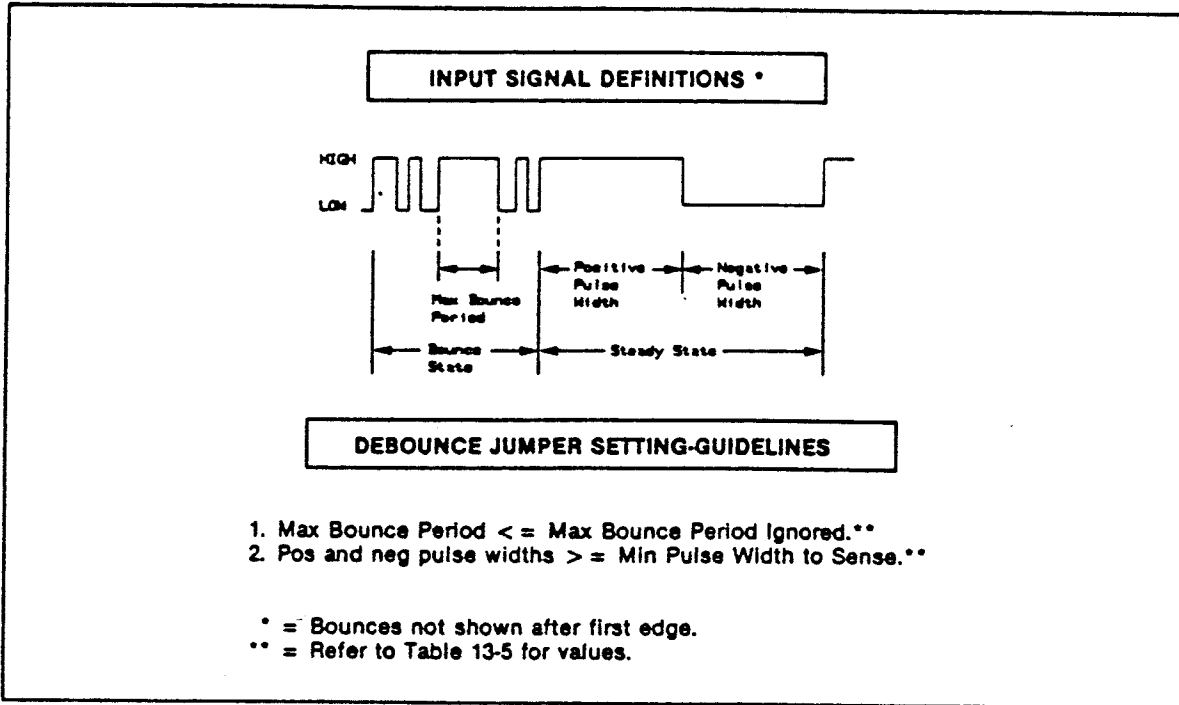 INPUT SIGNAL DEFINITIONS *
HIGH
LOW
Max Bounce
Period
Positive
Pulse
Width
Negative
Pulse
Width
Bounce
State
Steady State
DEBOUNCE JUMPER SETTING-GUIDELINES
1. Max Bounce Period < = Max Bounce Period Ignored.**
2. Pos and neg pulse widths > = Min Pulse Width to Sense.**
* = Bounces not shown after first edge.
** = Refer to Table 13-5 for values.